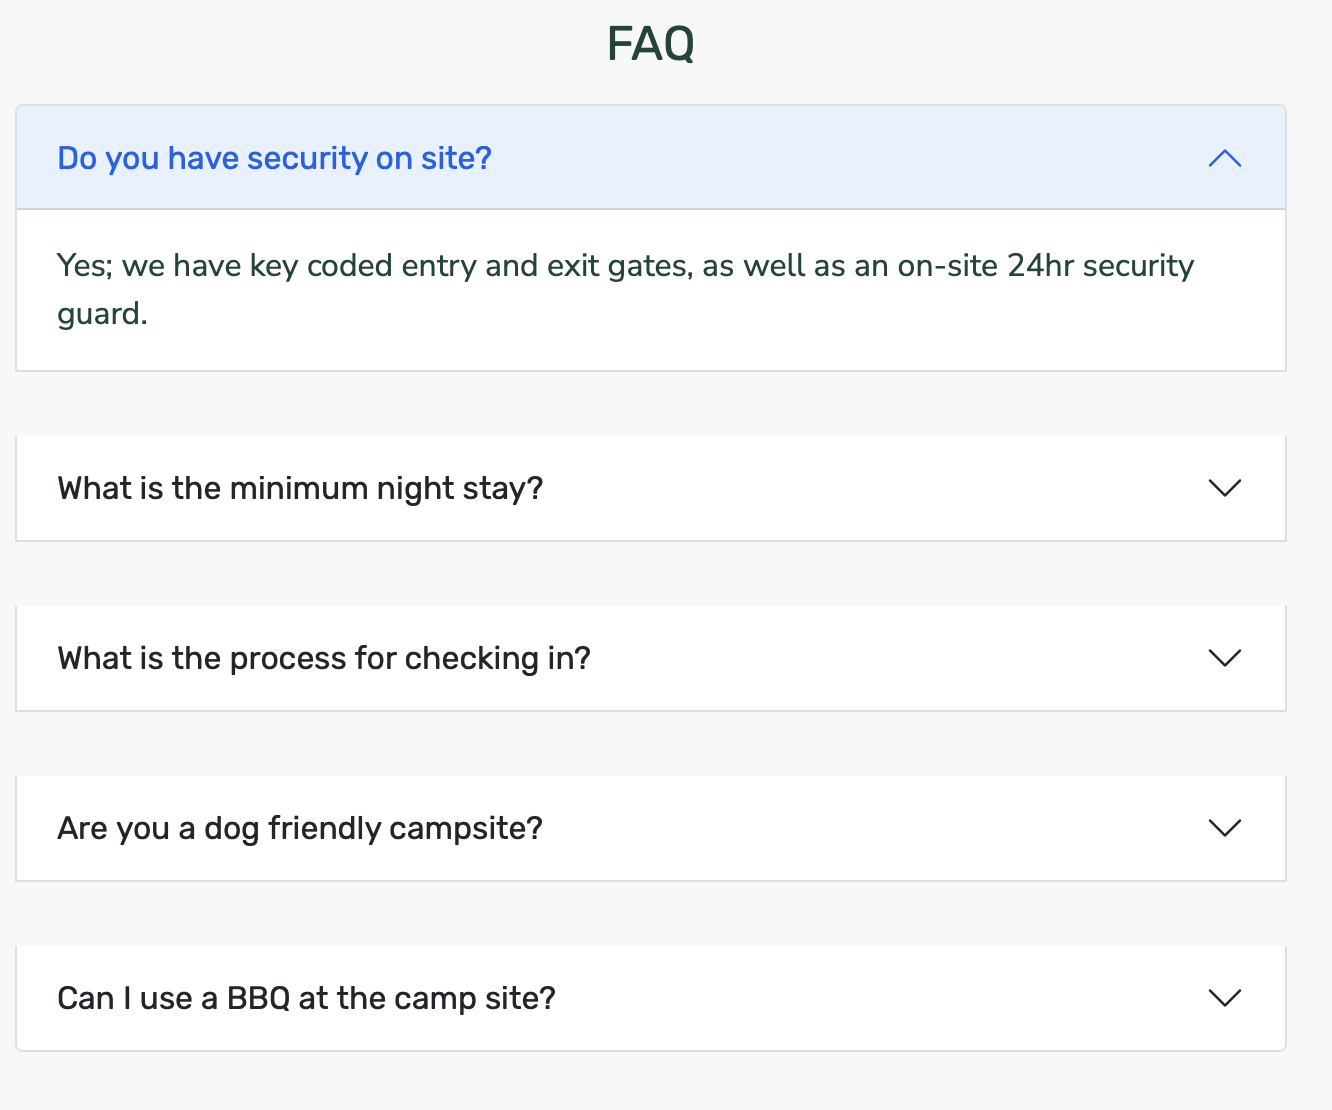 FAQ
Do you have security on site?
Yes; we have key coded entry and exit gates, as well as an on-site 24hr security
guard.
What is the minimum night stay?
What is the process for checking in?
Are you a dog friendly campsite?
Can I use a BBQ at the camp site?